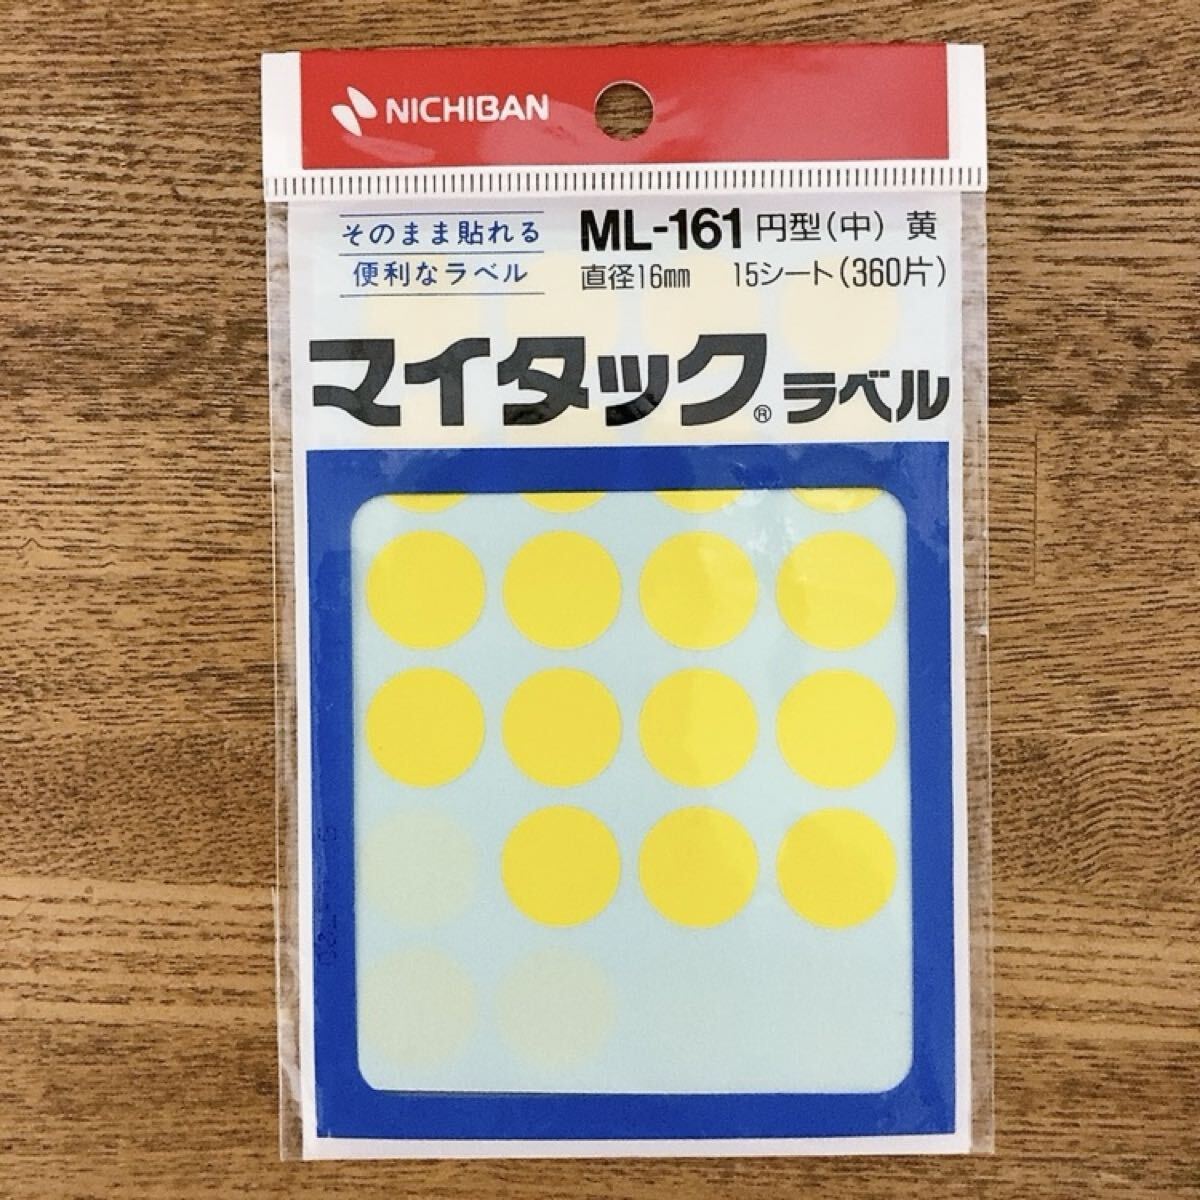 NICHIBAN
そのまま貼れる
便利なラベル
ML-161 円型(中) 黄
直径16mm 15シート(360片)
マイタック®ラベル